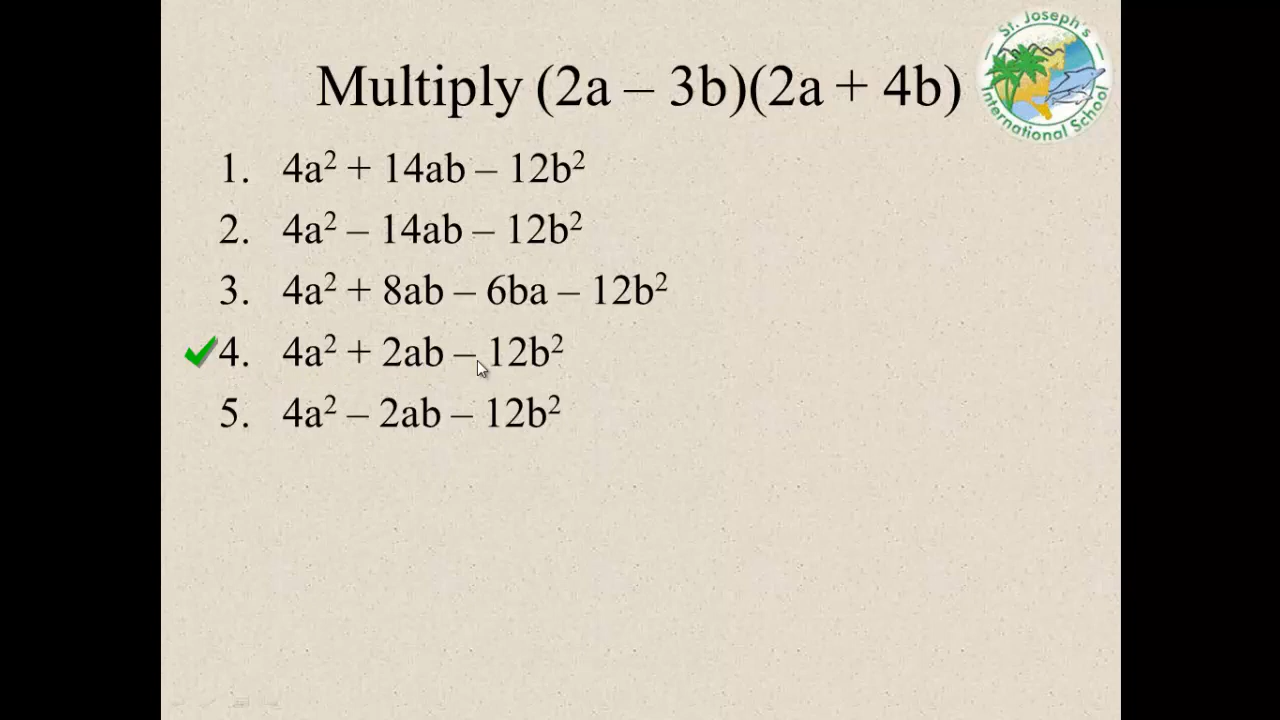 St. Joseph's
International School
Multiply (2a – 3b)(2a + 4b)
1. 4a² + 14ab – 12b²
2. 4a² – 14ab – 12b²
3. 4a² + 8ab – 6ba – 12b²
4. 4a² + 2ab – 12b²
5. 4a² – 2ab – 12b²